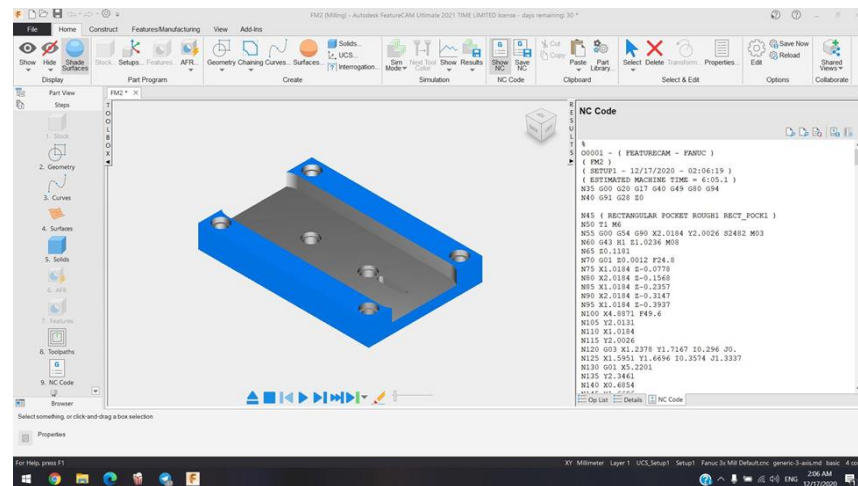 FM2 (Milling) - Autodesk FeatureCAM Ultimate 2021 TIME LIMITED license - days remaining: 30 *
File Home Construct Features/Manufacturing View Add-Ins
Show Hide Shade Surfaces
Stock... Setups... Features... AFR...
Geometry Chaining Curves... Surfaces...
Solids...
UCS...
Interrogation...
Sim Mode Next Tool Color Show Results
Show NC Save NC
Cut
Copy
Paste Part Library...
Select Delete Transform... Properties...
Edit
Save Now
Reload
Shared Views
Display Part Program Create Simulation NC Code Clipboard Select & Edit Options Collaborate
Part View
FM2 *
Steps
1. Stock
2. Geometry
3. Curves
4. Surfaces
5. Solids
6. AFR
7. Features
8. Toolpaths
9. NC Code
Browser
TOOLBOX
RESULTS
NC Code
%
O0001 - ( FEATURECAM - FANUC )
( FM2 )
( SETUP1 - 12/17/2020 - 02:06:19 )
( ESTIMATED MACHINE TIME = 6:05.1 )
N35 G00 G20 G17 G40 G49 G80 G94
N40 G91 G28 Z0
N45 ( RECTANGULAR POCKET ROUGH1 RECT_POCK1 )
N50 T1 M6
N55 G00 G54 G90 X2.0184 Y2.0026 S2482 M03
N60 G43 H1 Z1.0236 M08
N65 Z0.1181
N70 G01 Z0.0012 F24.8
N75 X1.0184 Z-0.0778
N80 X2.0184 Z-0.1568
N85 X1.0184 Z-0.2357
N90 X2.0184 Z-0.3147
N95 X1.0184 Z-0.3937
N100 X4.8871 F49.6
N105 Y2.0131
N110 X1.0184
N115 Y2.0026
N120 G03 X1.2378 Y1.7167 I0.296 J0.
N125 X1.5951 Y1.6696 I0.3574 J1.3337
N130 G01 X5.2201
N135 Y2.3461
N140 X0.6854
Op List Details NC Code
Select something, or click-and-drag a box selection
Properties
For Help, press F1
XY Millimeter Layer 1 UCS_Setup1 Setup1 Fanuc 3x Mill Default.cnc generic-3-axis.md basic
ENG
2:06 AM
12/17/2020